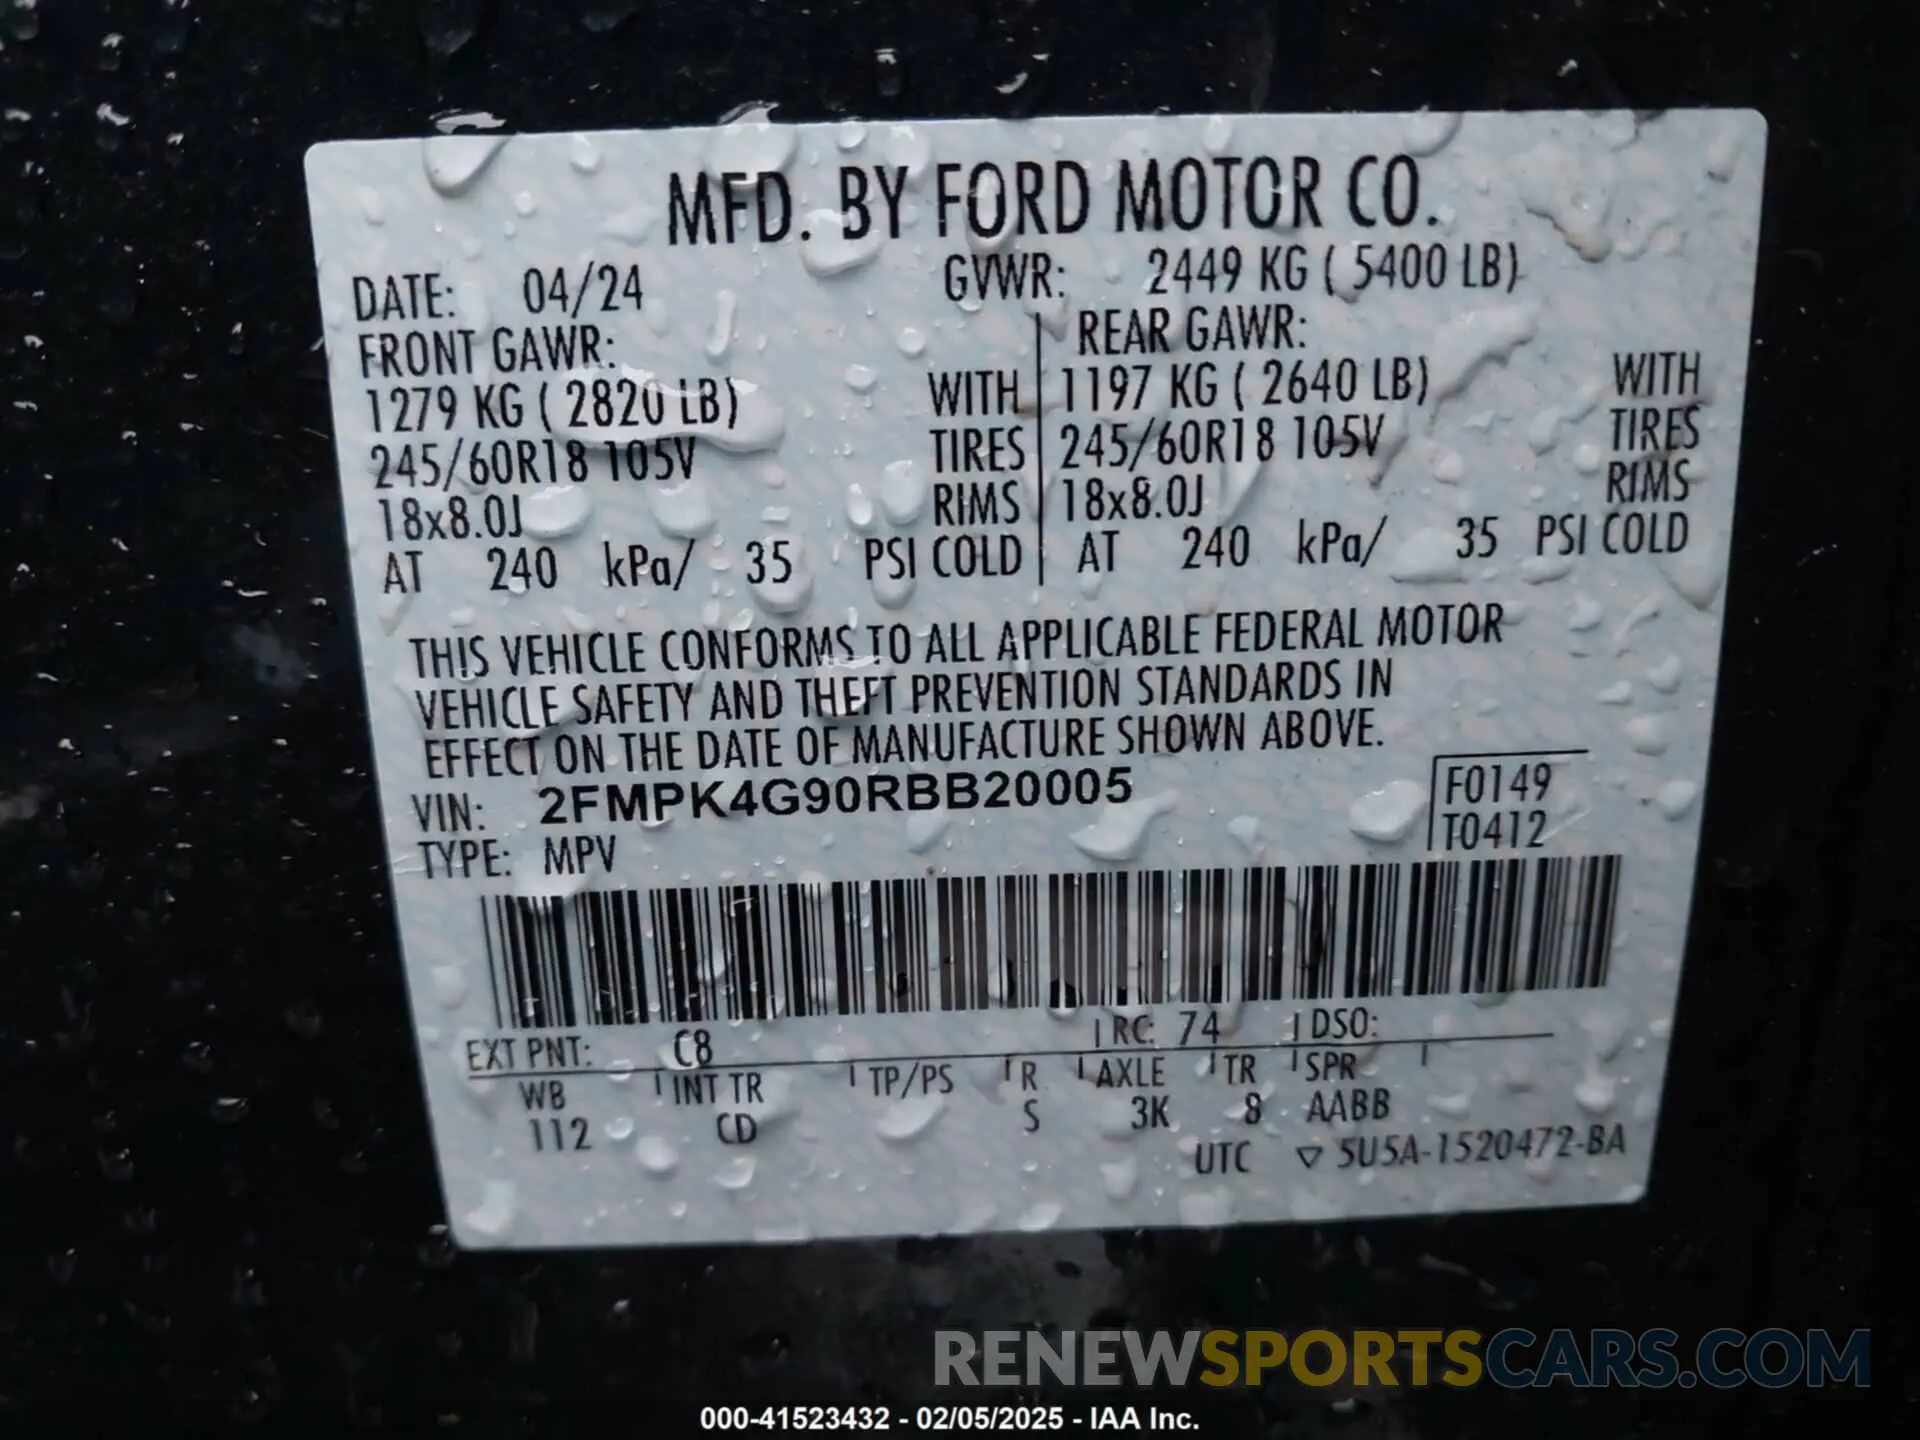 MFD. BY FORD MOTOR CO.
DATE: 04/24 GVWR: 2449 KG ( 5400 LB)
FRONT GAWR: REAR GAWR:
1279 KG ( 2820 LB) WITH 1197 KG ( 2640 LB) WITH
245/60R18 105V TIRES 245/60R18 105V TIRES
18x8.0J RIMS 18x8.0J RIMS
AT 240 kPa/ 35 PSI COLD AT 240 kPa/ 35 PSI COLD
THIS VEHICLE CONFORMS TO ALL APPLICABLE FEDERAL MOTOR
VEHICLE SAFETY AND THEFT PREVENTION STANDARDS IN
EFFECT ON THE DATE OF MANUFACTURE SHOWN ABOVE.
VIN: 2FMPK4G90RBB20005 F0149
TYPE: MPV T0412
EXT PNT: C8 RC: 74 DSO:
WB INT TR TP/PS R AXLE TR SPR
112 CD S 3K 8 AABB
UTC ▽ 5U5A-1520472-BA
RENEWSPORTSCARS.COM
000-41523432 - 02/05/2025 - IAA Inc.